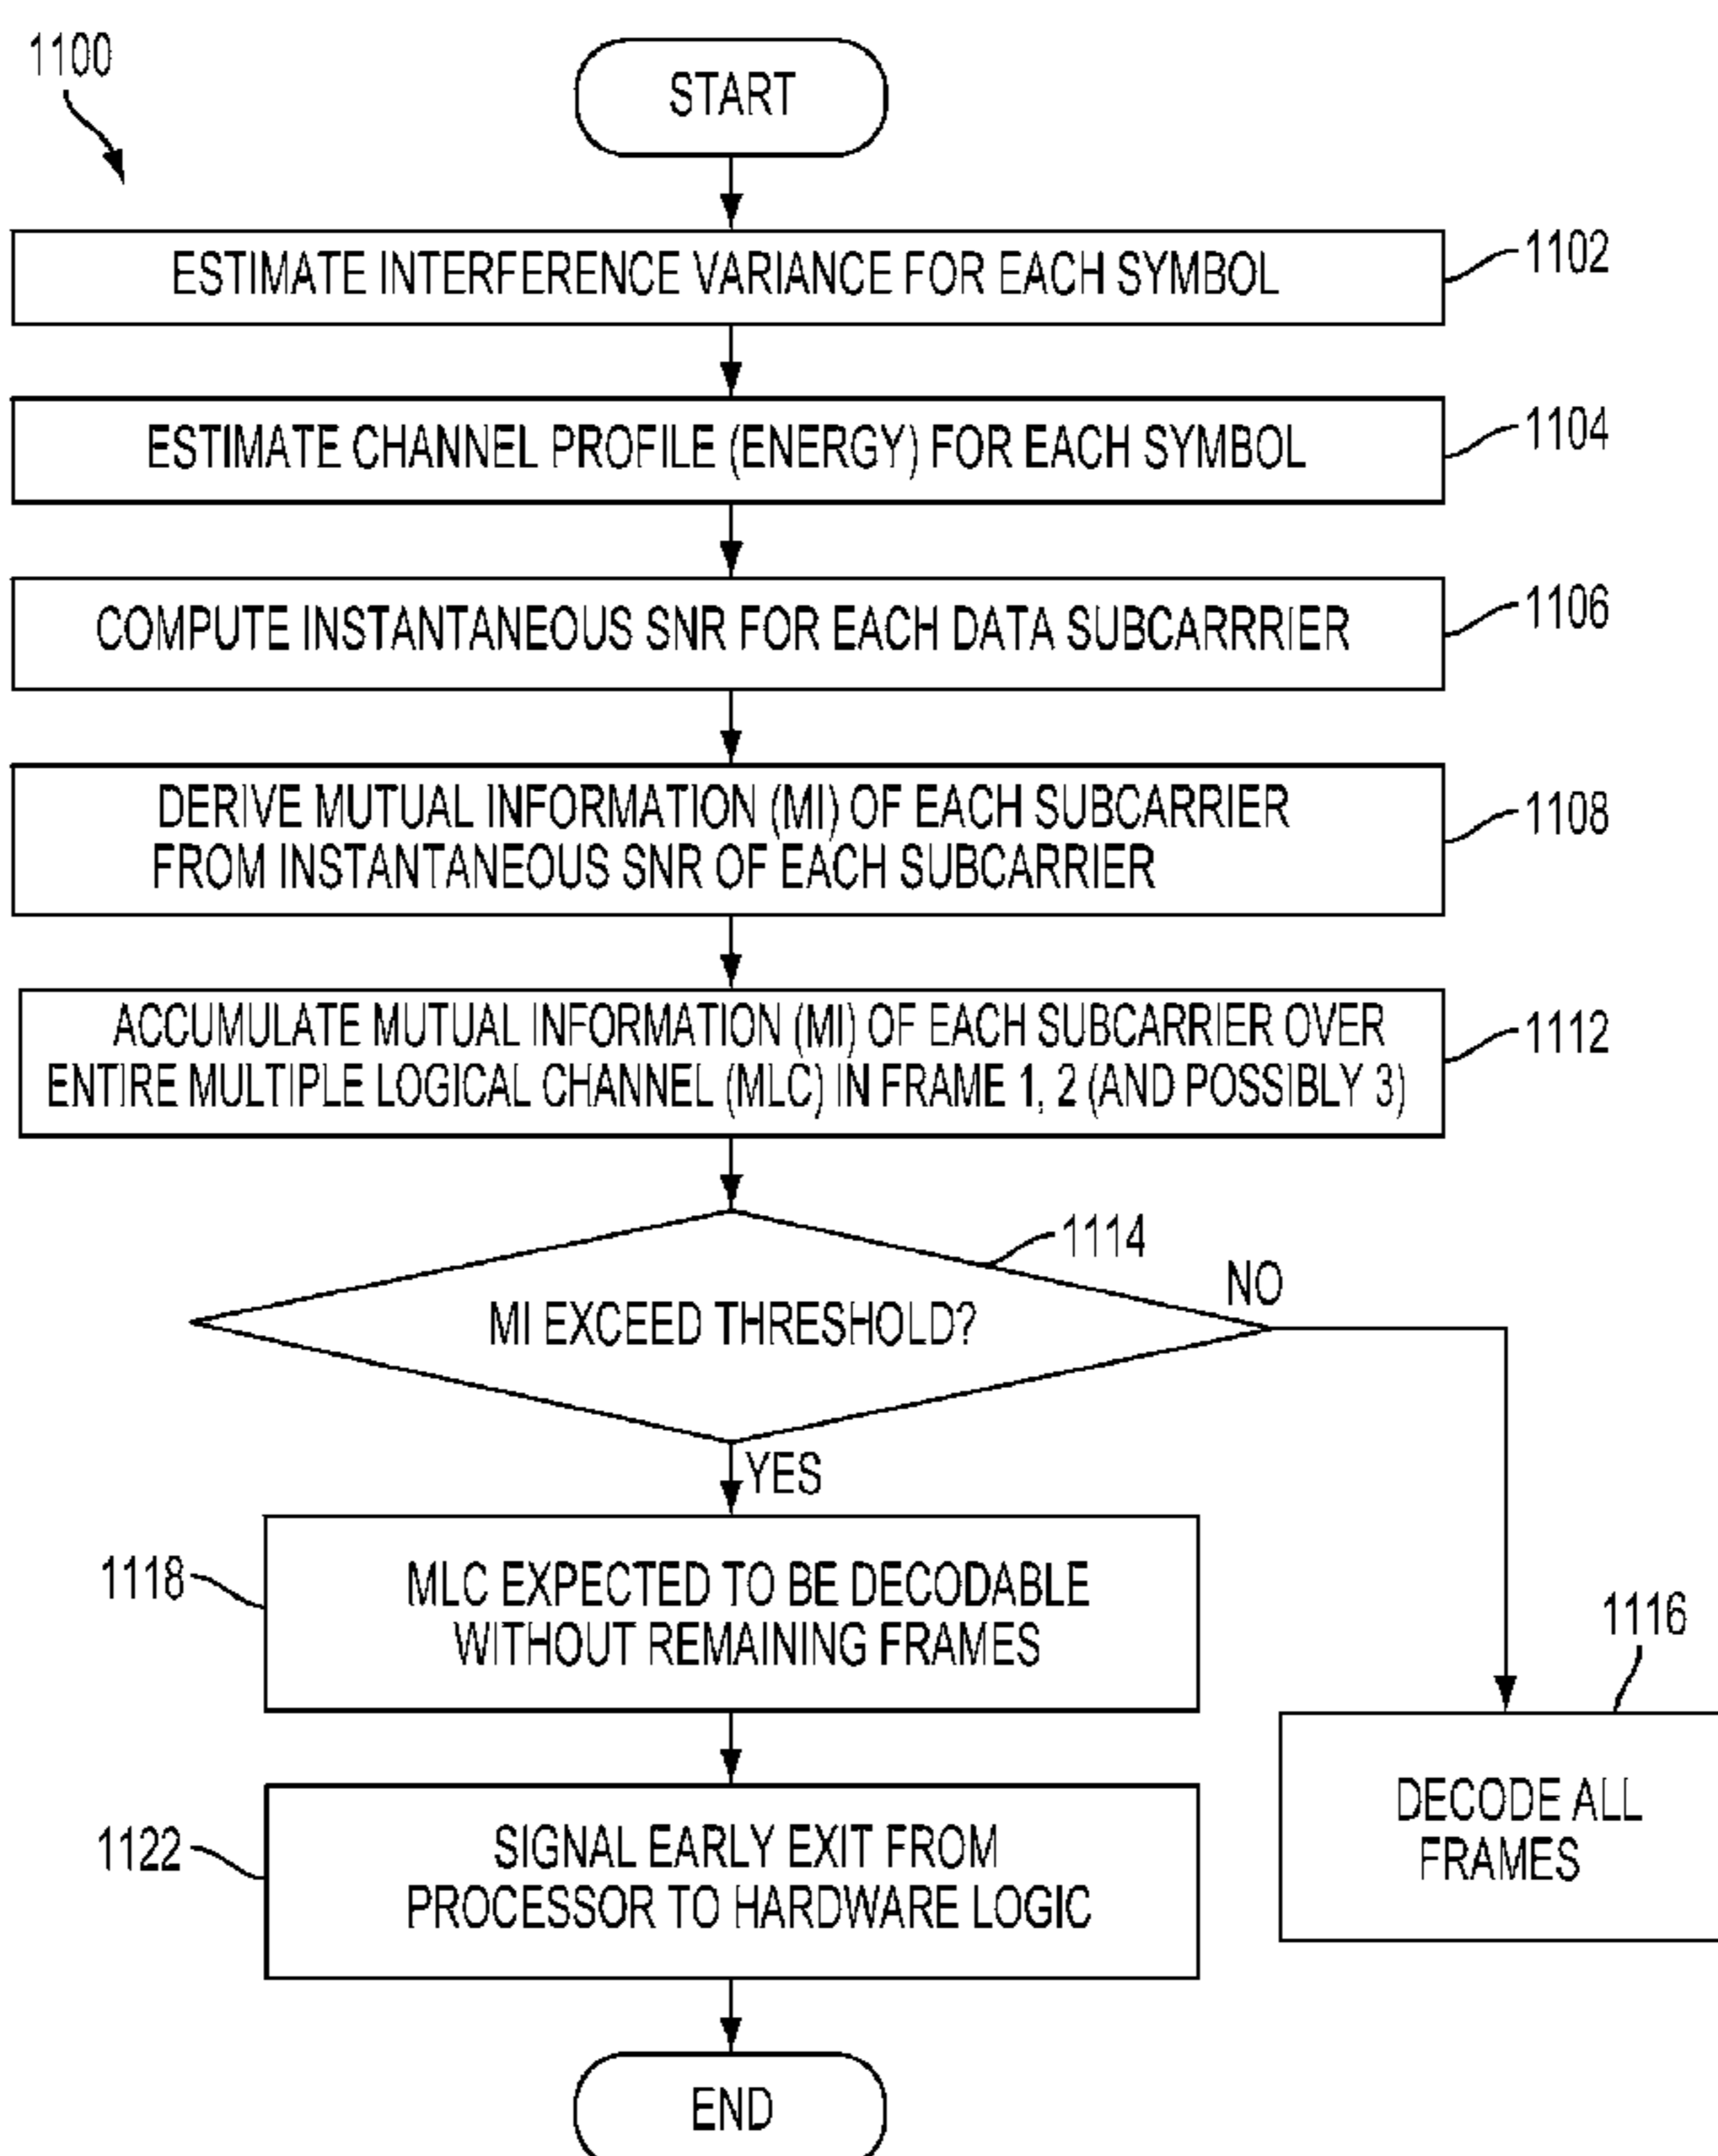 1100
START
ESTIMATE INTERFERENCE VARIANCE FOR EACH SYMBOL
1102
ESTIMATE CHANNEL PROFILE (ENERGY) FOR EACH SYMBOL
1104
COMPUTE INSTANTANEOUS SNR FOR EACH DATA SUBCARRRIER
1106
DERIVE MUTUAL INFORMATION (MI) OF EACH SUBCARRIER
FROM INSTANTANEOUS SNR OF EACH SUBCARRIER
1108
ACCUMULATE MUTUAL INFORMATION (MI) OF EACH SUBCARRIER OVER
ENTIRE MULTIPLE LOGICAL CHANNEL (MLC) IN FRAME 1, 2 (AND POSSIBLY 3)
1112
1114
MI EXCEED THRESHOLD?
NO
YES
1118
MLC EXPECTED TO BE DECODABLE
WITHOUT REMAINING FRAMES
1116
DECODE ALL
FRAMES
1122
SIGNAL EARLY EXIT FROM
PROCESSOR TO HARDWARE LOGIC
END